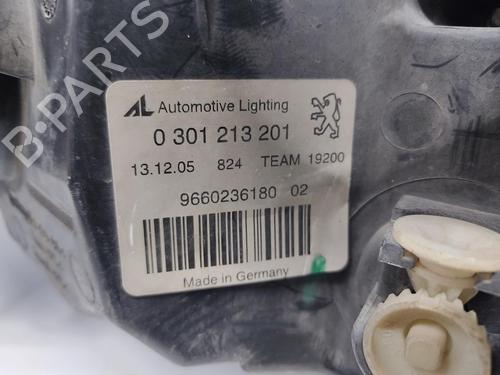 B-PARTS
AL Automotive Lighting
0 301 213 201
13.12.05 824 TEAM 19200
9660236180 02
Made in Germany